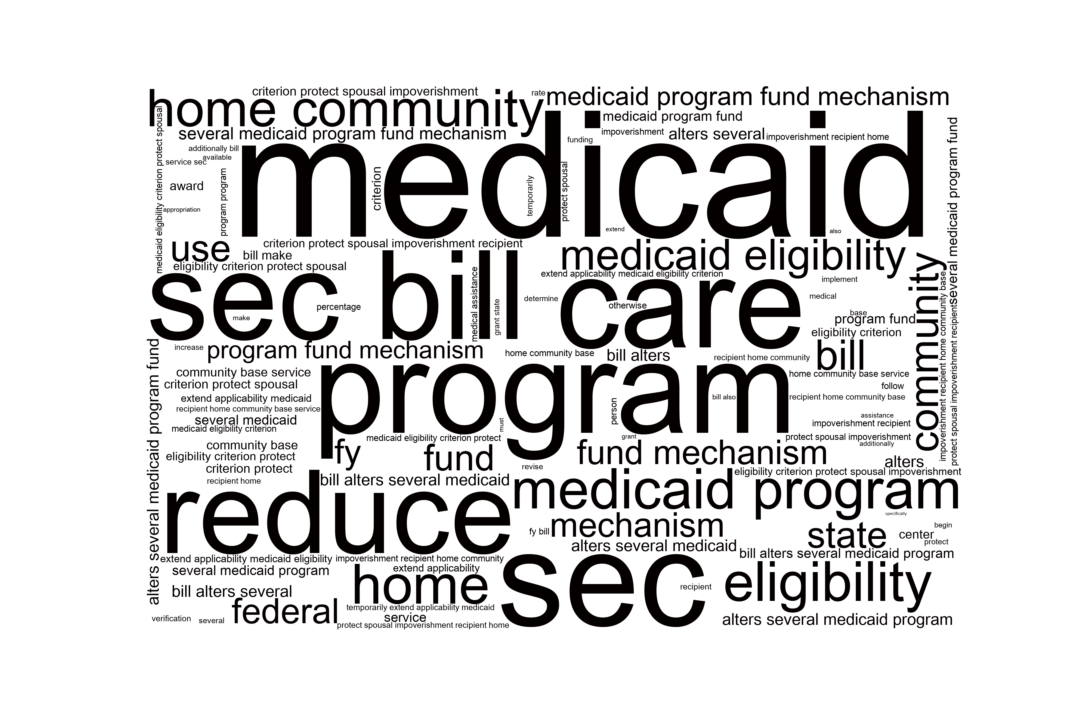 criterion protect spousal impoverishment
rate
medicaid program fund mechanism
home community
medicaid program fund
several medicaid program fund mechanism
impoverishment
alters several
impoverishment recipient home
funding
medicaid
additionally bill
available
service sec
award
appropriation
medicaid eligibility criterion protect spousal
program program
criterion
temporarily
protect spousal
extend
also
several medicaid program fund
use
criterion protect spousal impoverishment recipient
bill make
eligibility criterion protect spousal
medicaid eligibility
extend applicability medicaid eligibility criterion
implement
sec bill
care
percentage
make
medical assistance
grant state
determine
otherwise
medical
base
program fund
eligibility criterion
community
impoverishment recipient home community base
protect spousal impoverishment recipient
increase
program fund mechanism
home community base
bill alters
recipient home community
bill
alters several medicaid program fund
community base service
criterion protect spousal
extend applicability medicaid
recipient home community base service
several medicaid
medicaid eligibility criterion
program
home community base service
follow
bill also
recipient home community base
person
assistance
impoverishment recipient
must
grant
protect spousal impoverishment
additionally
community base
eligibility criterion protect
criterion protect
recipient home
medicaid eligibility criterion protect
fy
fund
revise
fund mechanism
alters
eligibility criterion protect spousal impoverishment
bill alters several medicaid
reduce
medicaid program
specifically
fy bill
mechanism
state
center
begin
protect
alters several medicaid
bill alters several medicaid program
extend applicability medicaid eligibility
impoverishment recipient home community
several medicaid program
extend applicability
bill alters several
home
sec
recipient
eligibility
federal
temporarily extend applicability medicaid
service
verification
several
protect spousal impoverishment recipient home
alters several medicaid program